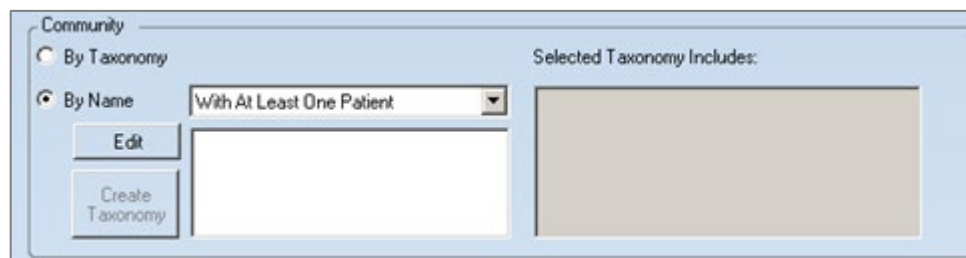 Community
By Taxonomy
Selected Taxonomy Includes:
By Name
With At Least One Patient
Edit
Create
Taxonomy